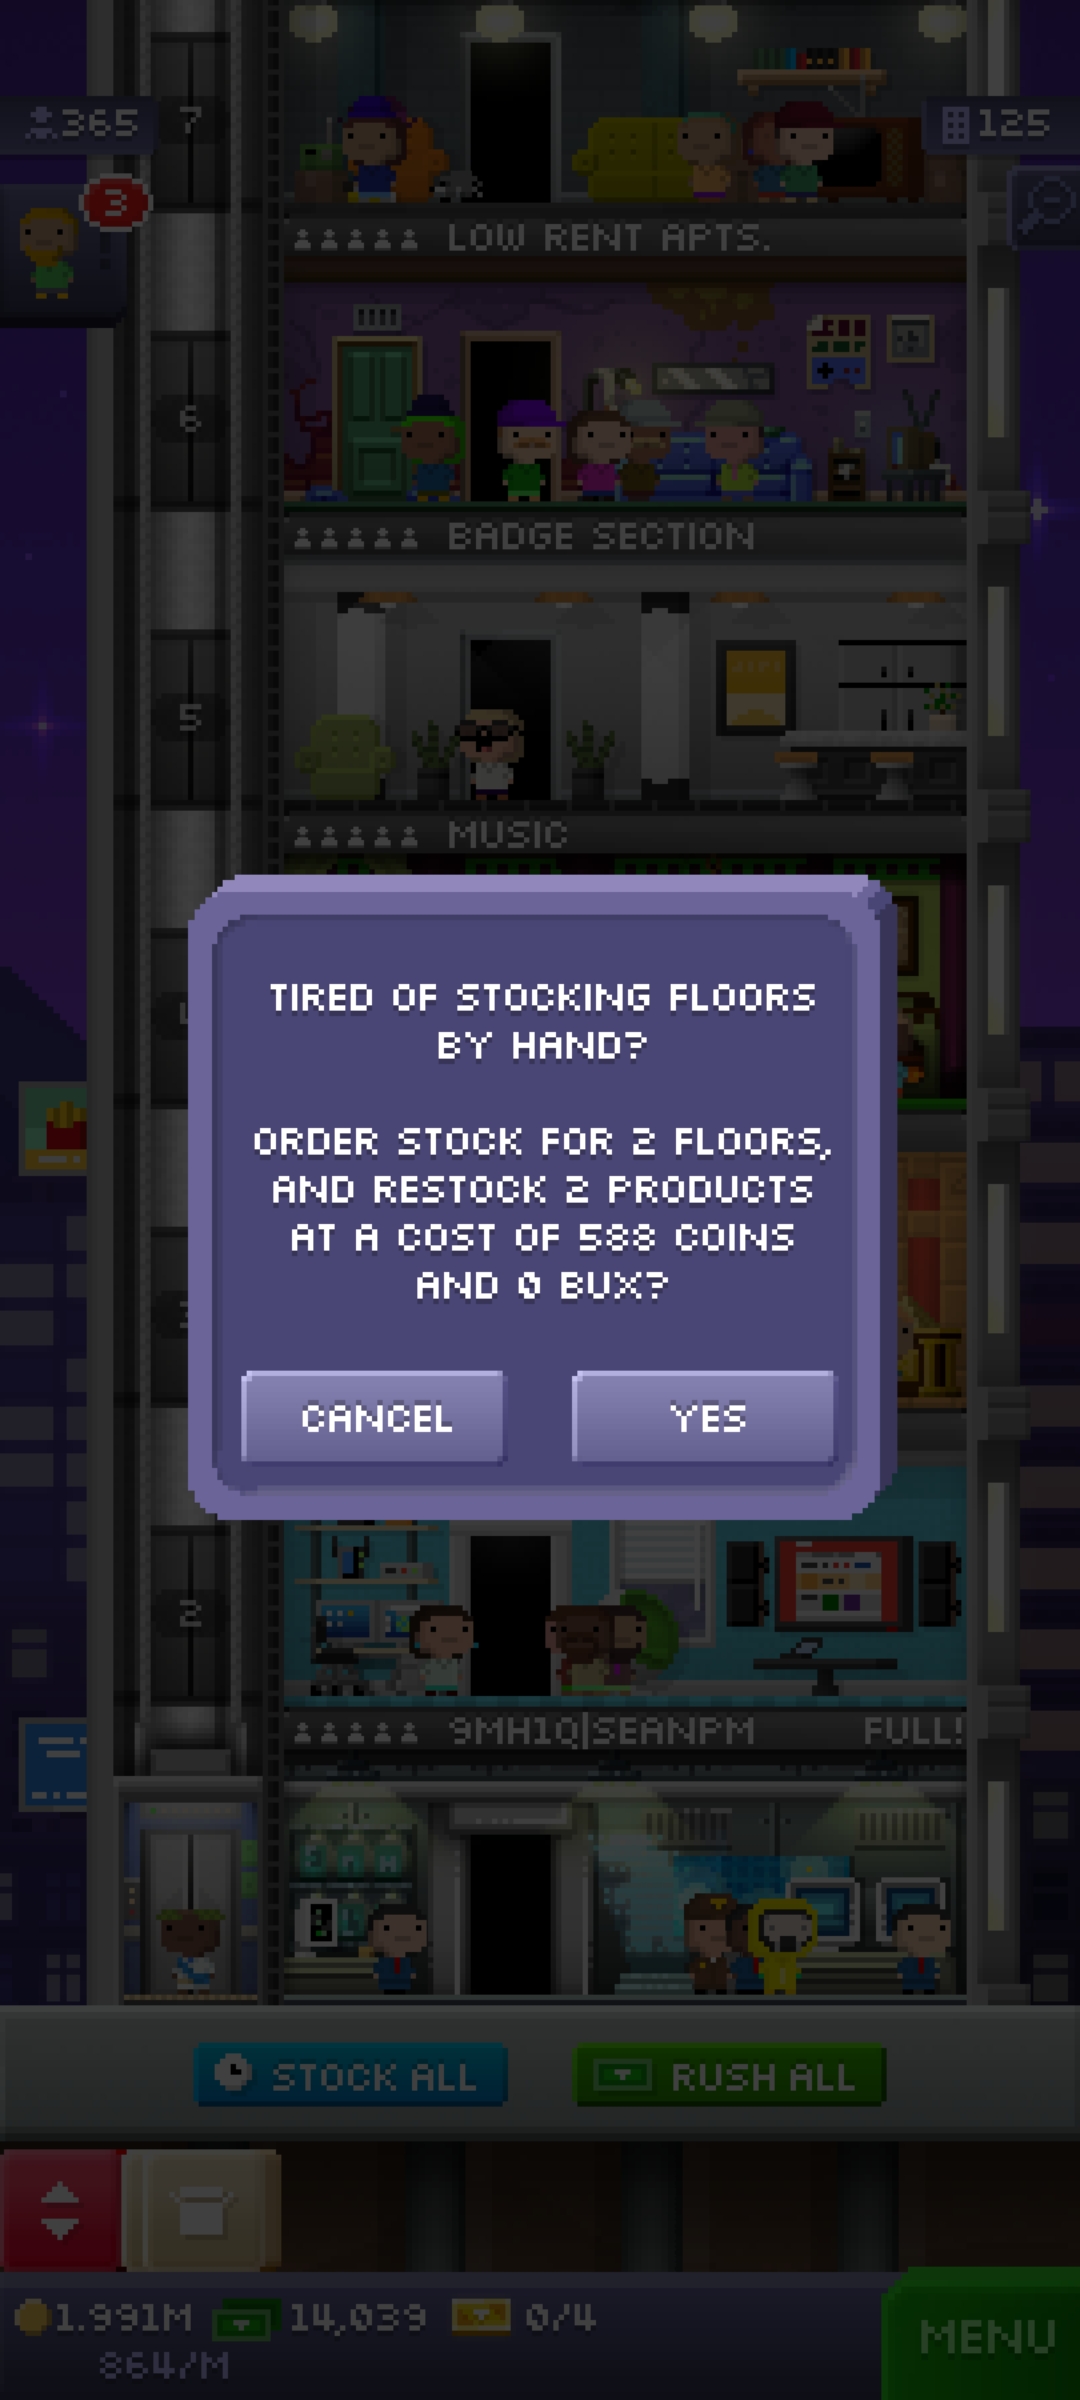 365
7
125
3
LOW RENT APTS.
6
BADGE SECTION
5
MUSIC
TIRED OF STOCKING FLOORS
BY HAND?
ORDER STOCK FOR 2 FLOORS,
AND RESTOCK 2 PRODUCTS
AT A COST OF 588 COINS
AND 0 BUX?
CANCEL
YES
2
9MH1Q|SEANPM
FULL!
STOCK ALL
RUSH ALL
1.991M
14,039
0/4
864/M
MENU